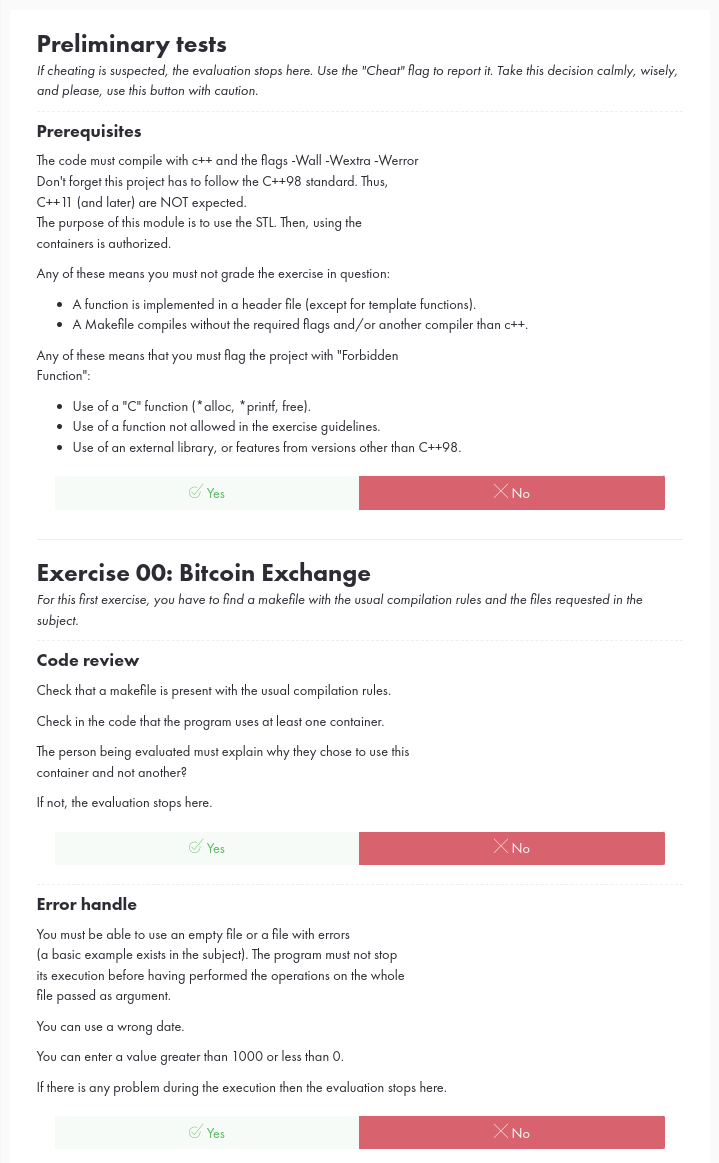 Preliminary tests
If cheating is suspected, the evaluation stops here. Use the "Cheat" flag to report it. Take this decision calmly, wisely,
and please, use this button with caution.
Prerequisites
The code must compile with c++ and the flags -Wall -Wextra -Werror
Don't forget this project has to follow the C++98 standard. Thus,
C++11 (and later) are NOT expected.
The purpose of this module is to use the STL. Then, using the
containers is authorized.
Any of these means you must not grade the exercise in question:
• A function is implemented in a header file (except for template functions).
• A Makefile compiles without the required flags and/or another compiler than c++.
Any of these means that you must flag the project with "Forbidden
Function":
• Use of a "C" function (*alloc, *printf, free).
• Use of a function not allowed in the exercise guidelines.
• Use of an external library, or features from versions other than C++98.
Yes No
Exercise 00: Bitcoin Exchange
For this first exercise, you have to find a makefile with the usual compilation rules and the files requested in the
subject.
Code review
Check that a makefile is present with the usual compilation rules.
Check in the code that the program uses at least one container.
The person being evaluated must explain why they chose to use this
container and not another?
If not, the evaluation stops here.
Yes No
Error handle
You must be able to use an empty file or a file with errors
(a basic example exists in the subject). The program must not stop
its execution before having performed the operations on the whole
file passed as argument.
You can use a wrong date.
You can enter a value greater than 1000 or less than 0.
If there is any problem during the execution then the evaluation stops here.
Yes No